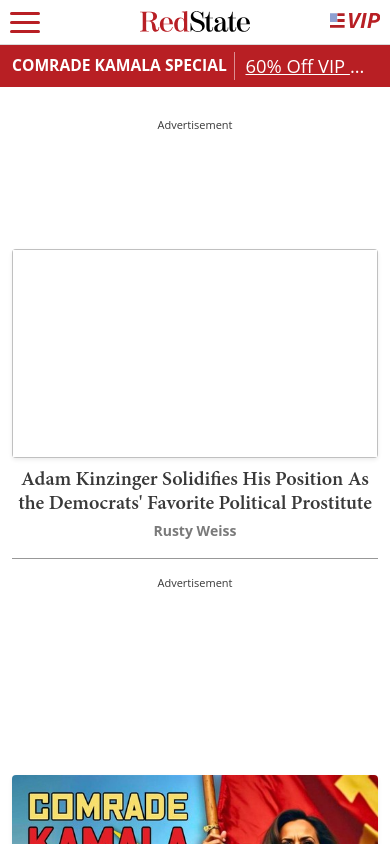 RedState
VIP
COMRADE KAMALA SPECIAL
60% Off VIP ...
Advertisement
Adam Kinzinger Solidifies His Position As
the Democrats' Favorite Political Prostitute
Rusty Weiss
Advertisement
COMRADE
KAMALA